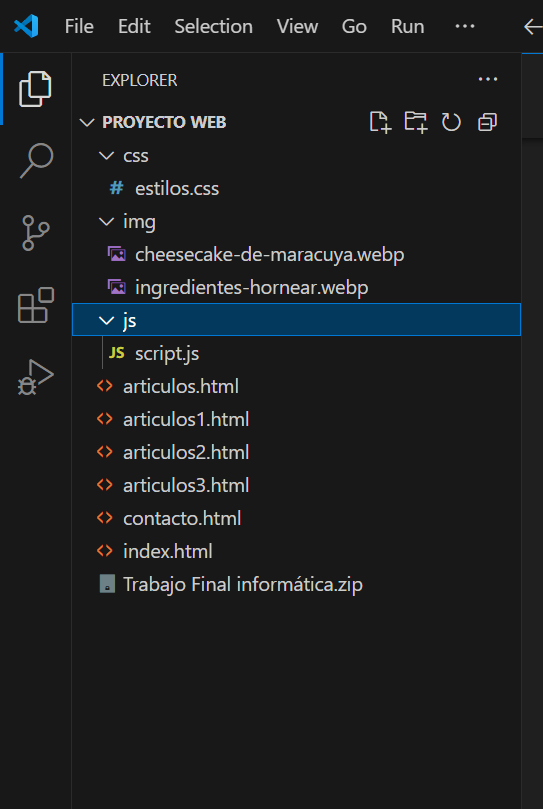 File Edit Selection View Go Run ···
EXPLORER ···
PROYECTO WEB
css
# estilos.css
img
cheesecake-de-maracuya.webp
ingredientes-hornear.webp
js
JS script.js
<> articulos.html
<> articulos1.html
<> articulos2.html
<> articulos3.html
<> contacto.html
<> index.html
Trabajo Final informática.zip